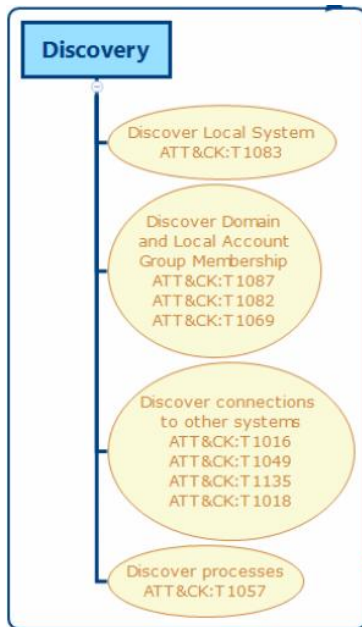 Discovery
Discover Local System
ATT&CK:T1083
Discover Domain
and Local Account
Group Membership
ATT&CK:T1087
ATT&CK:T1082
ATT&CK:T1069
Discover connections
to other systems
ATT&CK:T1016
ATT&CK:T1049
ATT&CK:T1135
ATT&CK:T1018
Discover processes
ATT&CK:T1057